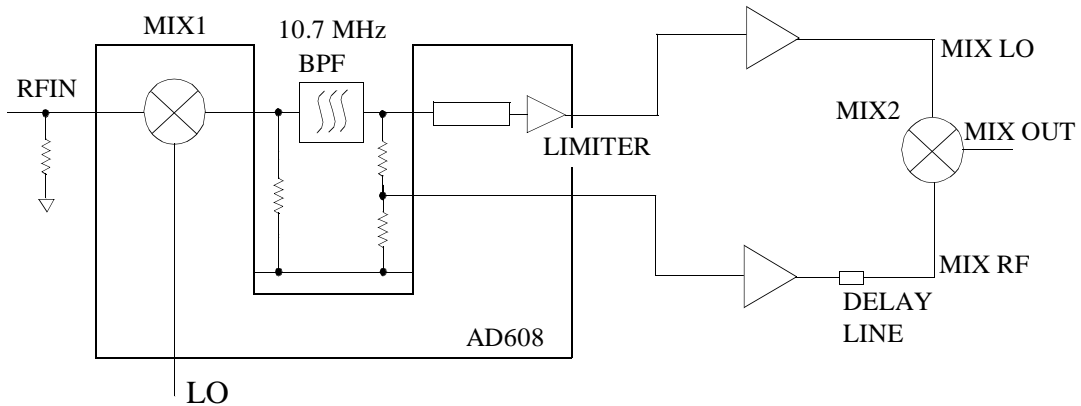 MIX1
10.7 MHz
BPF
RFIN
LIMITER
MIX LO
MIX2
MIX OUT
MIX RF
DELAY
LINE
AD608
LO